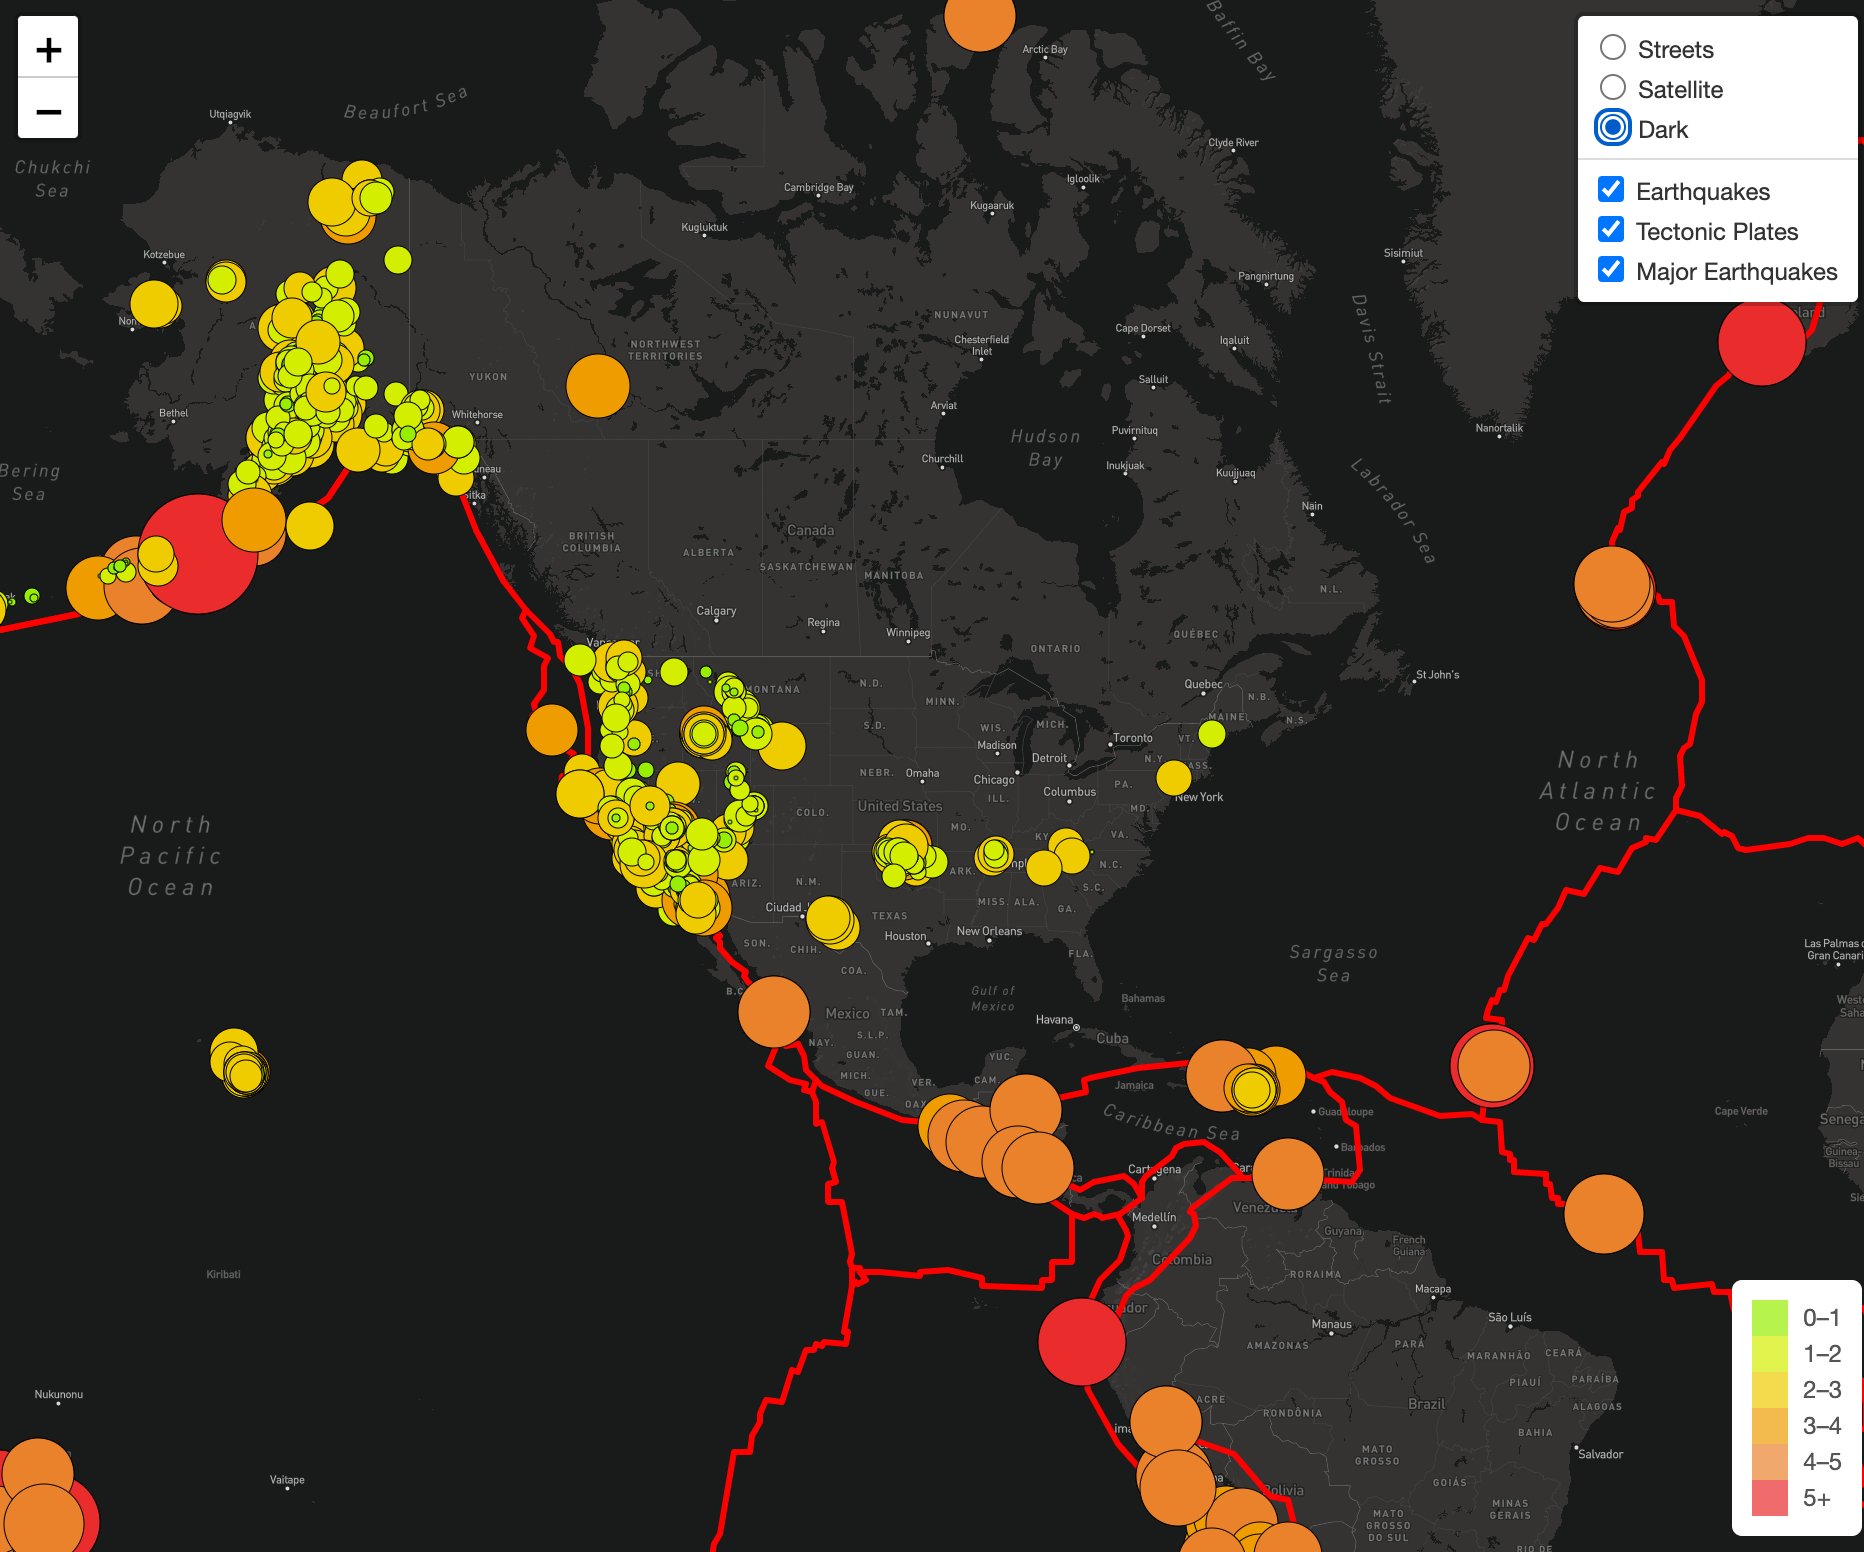 +
−
Streets
Satellite
Dark
Earthquakes
Tectonic Plates
Major Earthquakes
Baffin Bay
Arctic Bay
Beaufort Sea
Utqiagvik
Chukchi
Sea
Clyde River
Cambridge Bay
Igloolik
Kugaaruk
Kugluktuk
Kotzebue
Sisimiut
Pangnirtung
Davis Strait
NUNAVUT
Cape Dorset
Iqaluit
Chesterfield
Inlet
NORTHWEST
TERRITORIES
YUKON
Salluit
Arviat
Bethel
Whitehorse
Nanortalik
Puvirnituq
Hudson
Bay
Churchill
Inukjuak
Kuujjuaq
Labrador Sea
Bering
Sea
Nain
Canada
BRITISH
COLUMBIA
ALBERTA
SASKATCHEWAN
MANITOBA
N.L.
Calgary
Regina
Winnipeg
QUÉBEC
ONTARIO
St John's
Quebec
N.B.
MONTANA
N.D.
MINN.
MAINE
N.S.
S.D.
WIS.
MICH.
Toronto
VT.
Madison
Detroit
N.Y.
North
Atlantic
Ocean
NEBR.
Omaha
Chicago
Columbus
PA.
New York
United States
ILL.
MD.
COLO.
MO.
KY.
VA.
North
Pacific
Ocean
ARK.
N.C.
ARIZ.
N.M.
S.C.
MISS.
ALA.
GA.
Ciudad
TEXAS
Houston
New Orleans
SON.
CHIH.
FLA.
Sargasso
Sea
Las Palmas
Gran Canari
COA.
B.C.
Gulf of
Mexico
Bahamas
Mexico
TAM.
Havana
Cuba
S.L.P.
NAY.
GUAN.
YUC.
MICH.
VER.
CAM.
Jamaica
GUE.
Guadeloupe
Cape Verde
Caribbean Sea
Senega
Guinea-
Bissau
Cartagena
and Tobago
Medellín
Venezuela
Guyana
French
Guiana
Colombia
Kiribati
RORAIMA
Macapa
São Luís
Manaus
AMAZONAS
PARÁ
MARANHÃO
CEARÁ
PIAUÍ
PARAÍBA
Nukunonu
ACRE
RONDÔNIA
Brazil
ALAGOAS
BAHIA
MATO
GROSSO
Salvador
Vaitape
GOIÁS
Bolivia
MINAS
GERAIS
MATO
GROSSO
DO SUL
RIO DE
0–1
1–2
2–3
3–4
4–5
5+